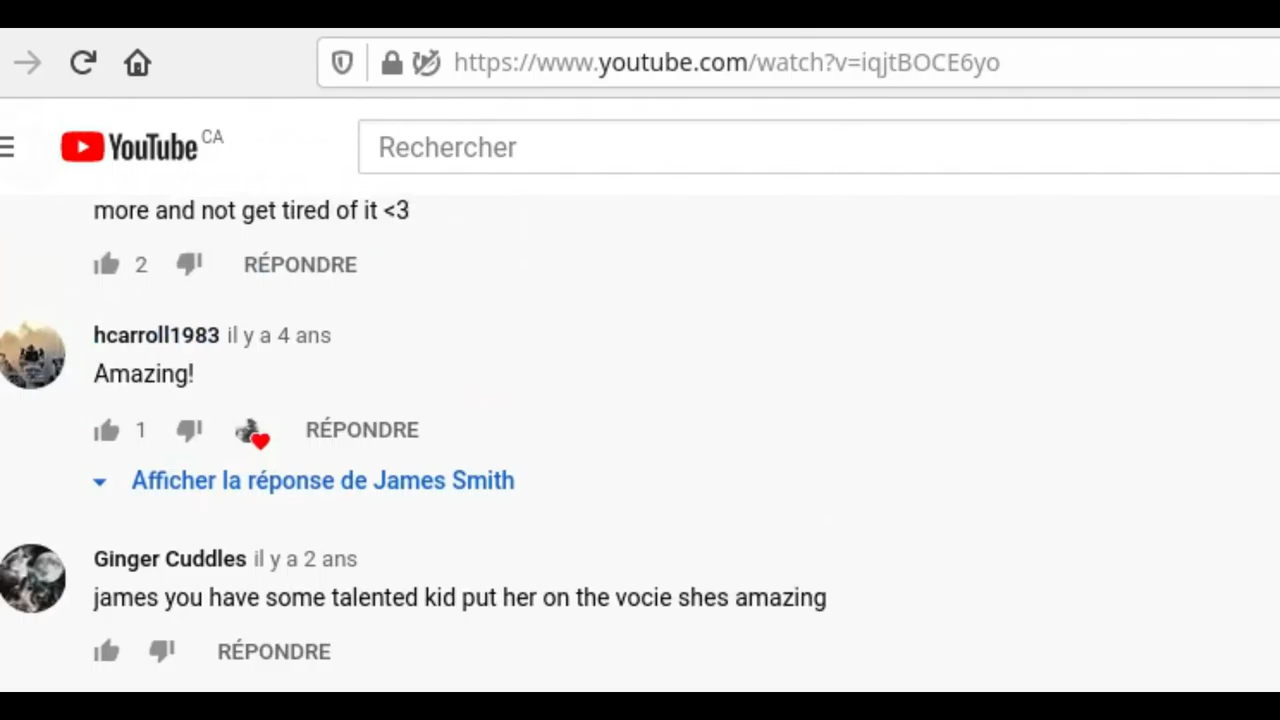 https://www.youtube.com/watch?v=iqjtBOCE6yo
YouTube CA
Rechercher
more and not get tired of it <3
2 RÉPONDRE
hcarroll1983 il y a 4 ans
Amazing!
1 RÉPONDRE
Afficher la réponse de James Smith
Ginger Cuddles il y a 2 ans
james you have some talented kid put her on the vocie shes amazing
RÉPONDRE